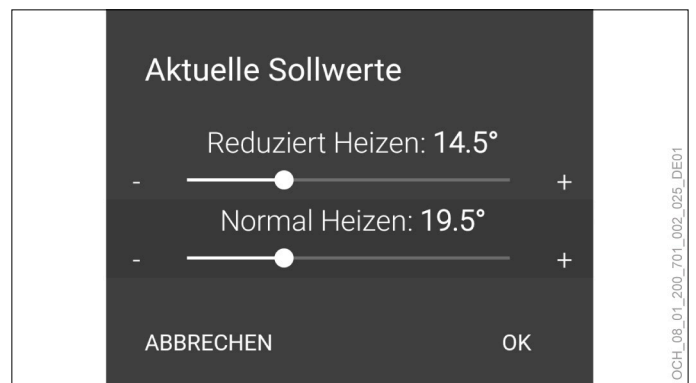 Aktuelle Sollwerte
Reduziert Heizen: 14.5°
- +
Normal Heizen: 19.5°
- +
ABBRECHEN OK
OCH_08_01_200_701_002_025_DE01